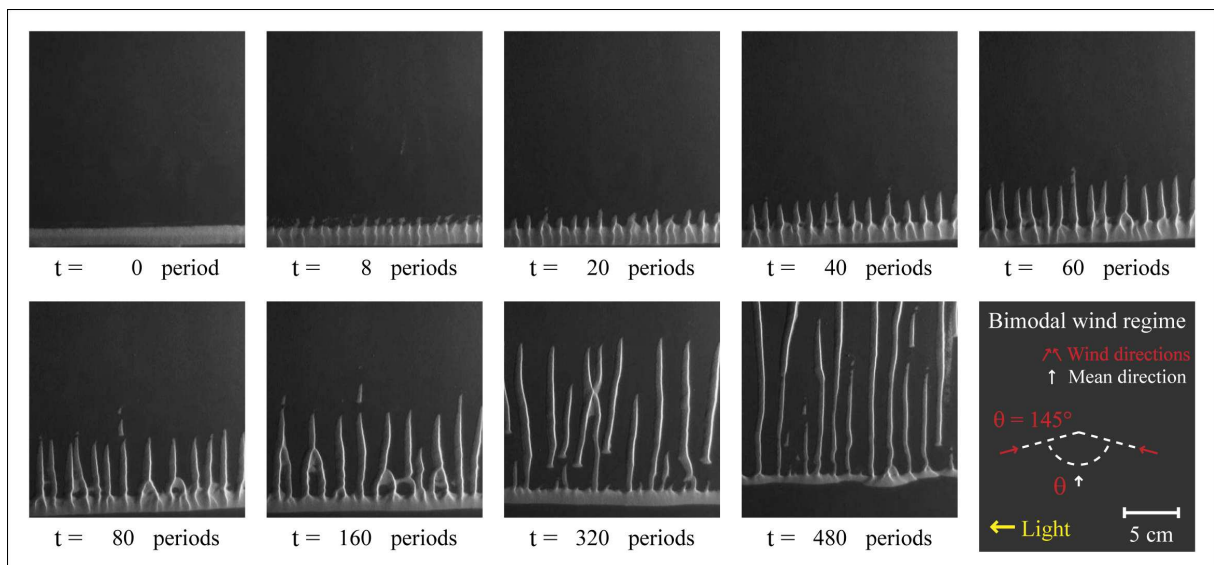 t = 0 period
t = 8 periods
t = 20 periods
t = 40 periods
t = 60 periods
t = 80 periods
t = 160 periods
t = 320 periods
t = 480 periods
Bimodal wind regime
Wind directions
Mean direction
θ = 145°
θ
Light
5 cm